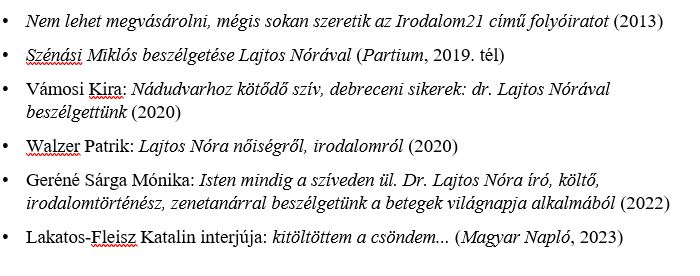 • Nem lehet megvásárolni, mégis sokan szeretik az Irodalom21 című folyóiratot (2013)
• Szénási Miklós beszélgetése Lajtos Nórával (Partium, 2019. tél)
• Vámosi Kira: Nádudvarhoz kötődő szív, debreceni sikerek: dr. Lajtos Nórával
beszélgettünk (2020)
• Walzer Patrik: Lajtos Nóra nőiségről, irodalomról (2020)
• Geréné Sárga Mónika: Isten mindig a szíveden ül. Dr. Lajtos Nóra író, költő,
irodalomtörténész, zenetanárral beszélgetünk a betegek világnapja alkalmából (2022)
• Lakatos-Fleisz Katalin interjúja: kitöltöttem a csöndem... (Magyar Napló, 2023)